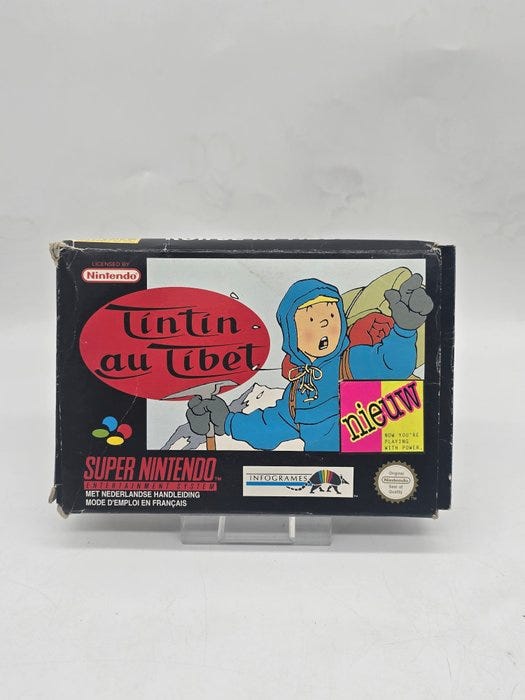 LICENSED BY
Nintendo
Tintin
au Tibet
nieuw
NOW YOU'RE
PLAYING
WITH POWER.
SUPER NINTENDO
ENTERTAINMENT SYSTEM
MET NEDERLANDSE HANDLEIDING
MODE D'EMPLOI EN FRANÇAIS
INFOGRAMES
Original
Nintendo
Seal of
Quality